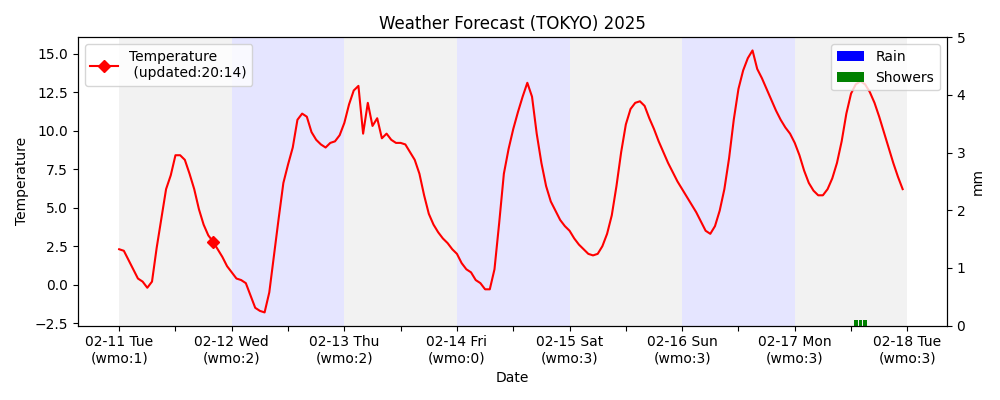 Weather Forecast (TOKYO) 2025
Temperature
(updated:20:14)
Rain
Showers
15.0
12.5
10.0
7.5
5.0
2.5
0.0
−2.5
Temperature
5
4
3
2
1
0
mm
02-11 Tue
(wmo:1)
02-12 Wed
(wmo:2)
02-13 Thu
(wmo:2)
02-14 Fri
(wmo:0)
02-15 Sat
(wmo:3)
02-16 Sun
(wmo:3)
02-17 Mon
(wmo:3)
02-18 Tue
(wmo:3)
Date